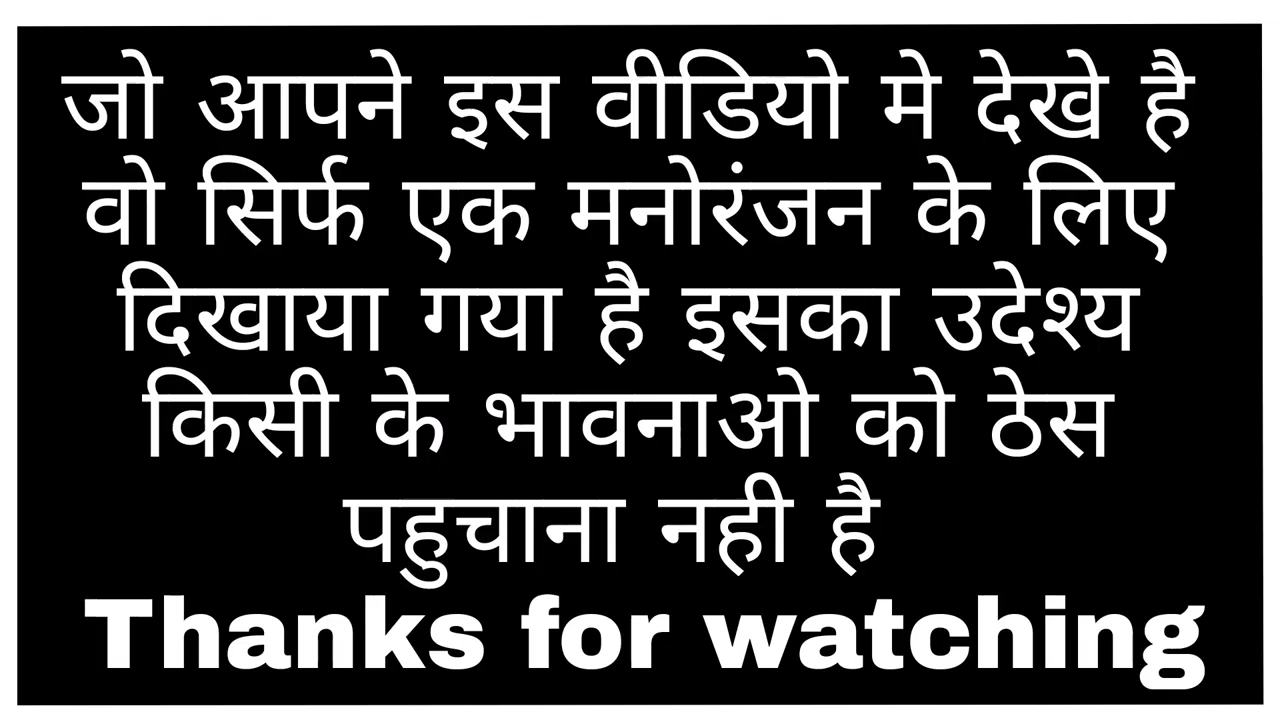 जो आपने इस वीडियो मे देखे है
वो सिर्फ एक मनोरंजन के लिए
दिखाया गया है इसका उदेश्य
किसी के भावनाओ को ठेस
पहुचाना नही है
Thanks for watching